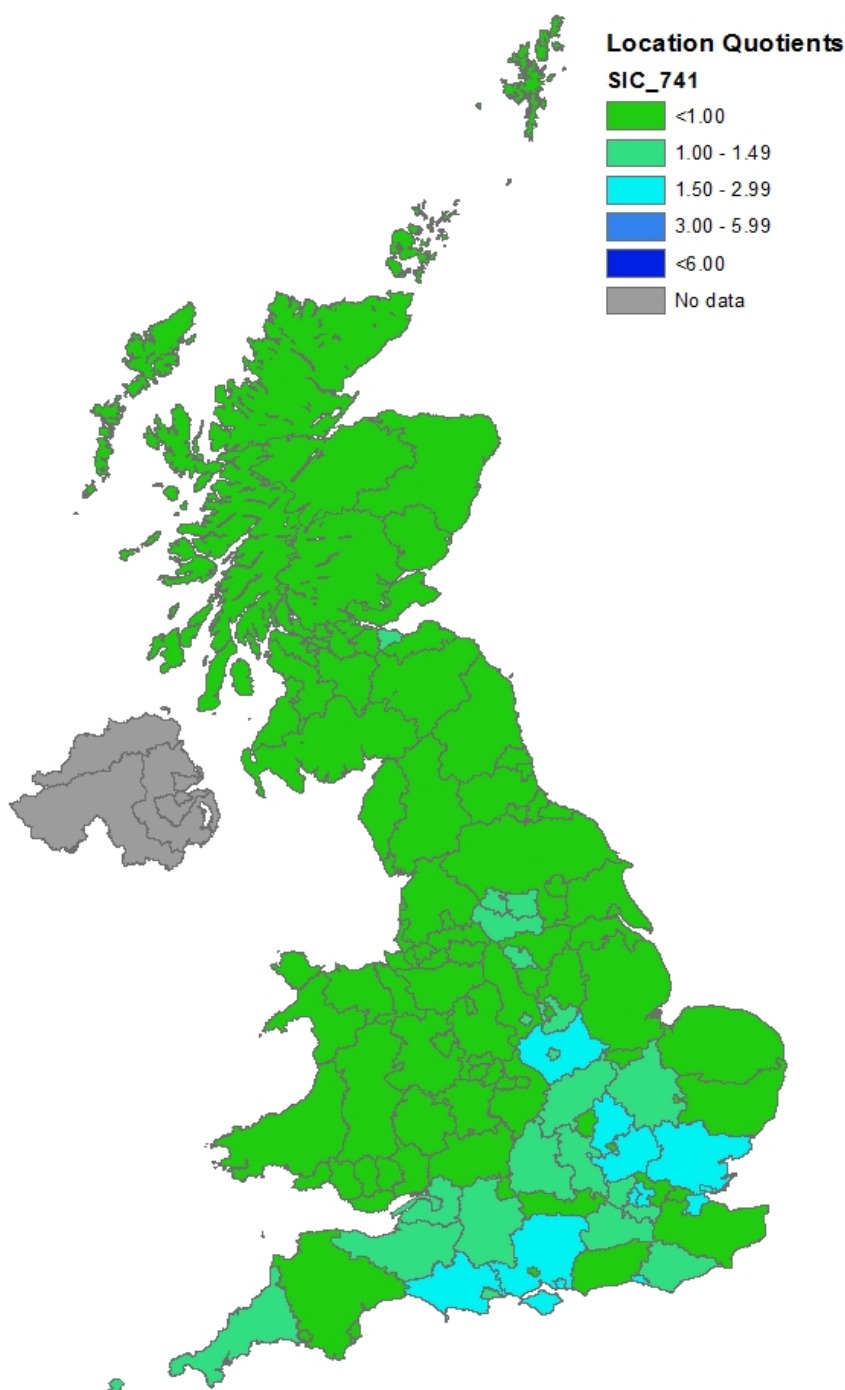 Location Quotients
SIC_741
<1.00
1.00 - 1.49
1.50 - 2.99
3.00 - 5.99
<6.00
No data